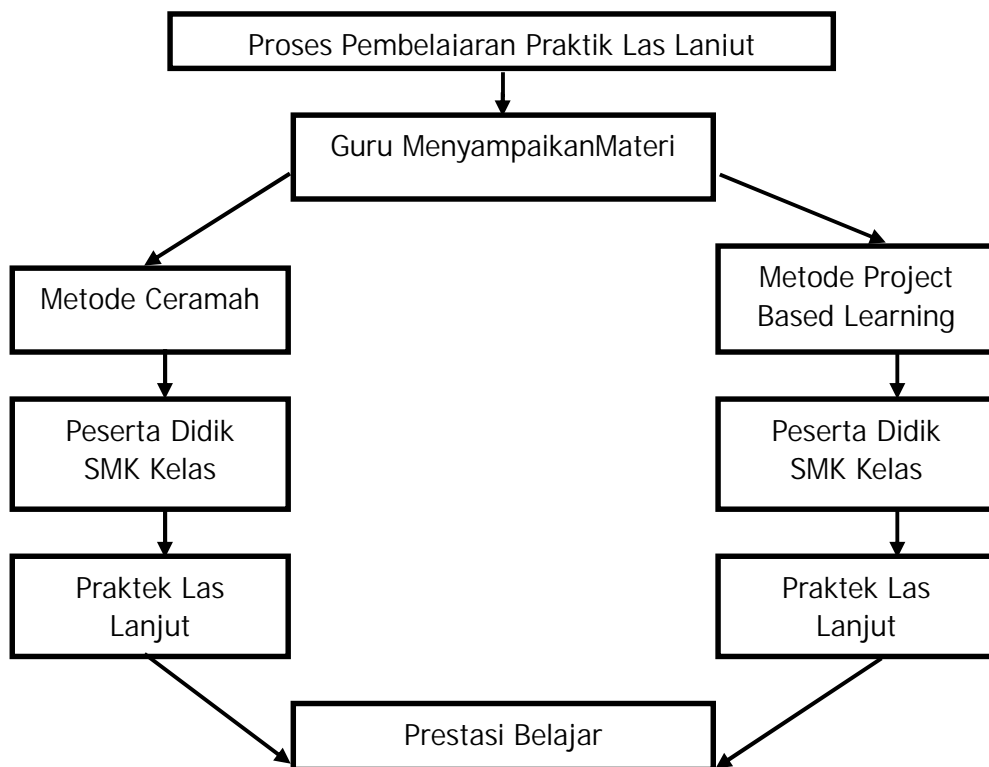 Proses Pembelajaran Praktik Las Lanjut
Guru MenyampaikanMateri
Metode Ceramah
Metode Project
Based Learning
Peserta Didik
SMK Kelas
Peserta Didik
SMK Kelas
Praktek Las
Lanjut
Praktek Las
Lanjut
Prestasi Belajar